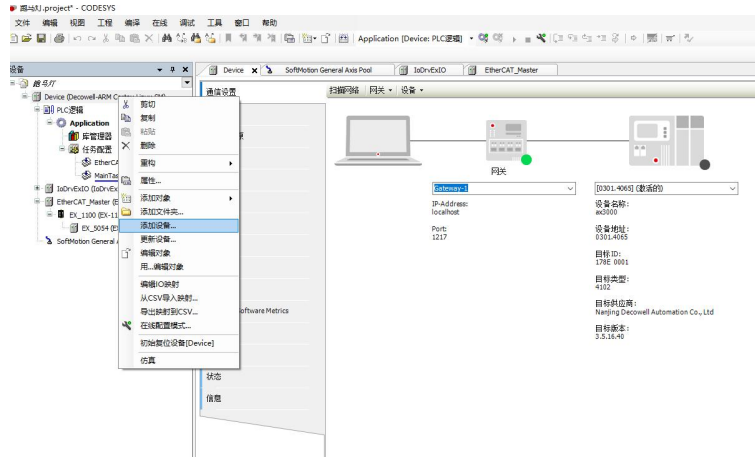 跑马灯.project* - CODESYS
文件 编辑 视图 工程 编译 在线 调试 工具 窗口 帮助
Application [Device: PLC逻辑]
设备
跑马灯
Device (Decowell-ARM Cortex-Linux-SM)
PLC逻辑
Application
库管理器
任务配置
EtherCA
MainTas
IoDrvExIO (IoDrvEx
EtherCAT_Master (E
EX_1100 (EX-11
EX_5054 (E
SoftMotion General A
剪切
复制
粘贴
删除
重构
属性...
添加对象
添加文件夹...
添加设备...
更新设备...
编辑对象
用...编辑对象
编辑IO映射
从CSV导入映射...
导出映射到CSV...
在线配置模式...
初始复位设备[Device]
仿真
Device
SoftMotion General Axis Pool
IoDrvExIO
EtherCAT_Master
通信设置
oftware Metrics
状态
信息
扫描网络 网关 设备
网关
Gateway-1
IP-Address:
localhost
Port:
1217
[0301.4065] (激活的)
设备名称:
ax3000
设备地址:
0301.4065
目标ID:
178E 0001
目标类型:
4102
目标供应商:
Nanjing Decowell Automation Co., Ltd
目标版本:
3.5.16.40